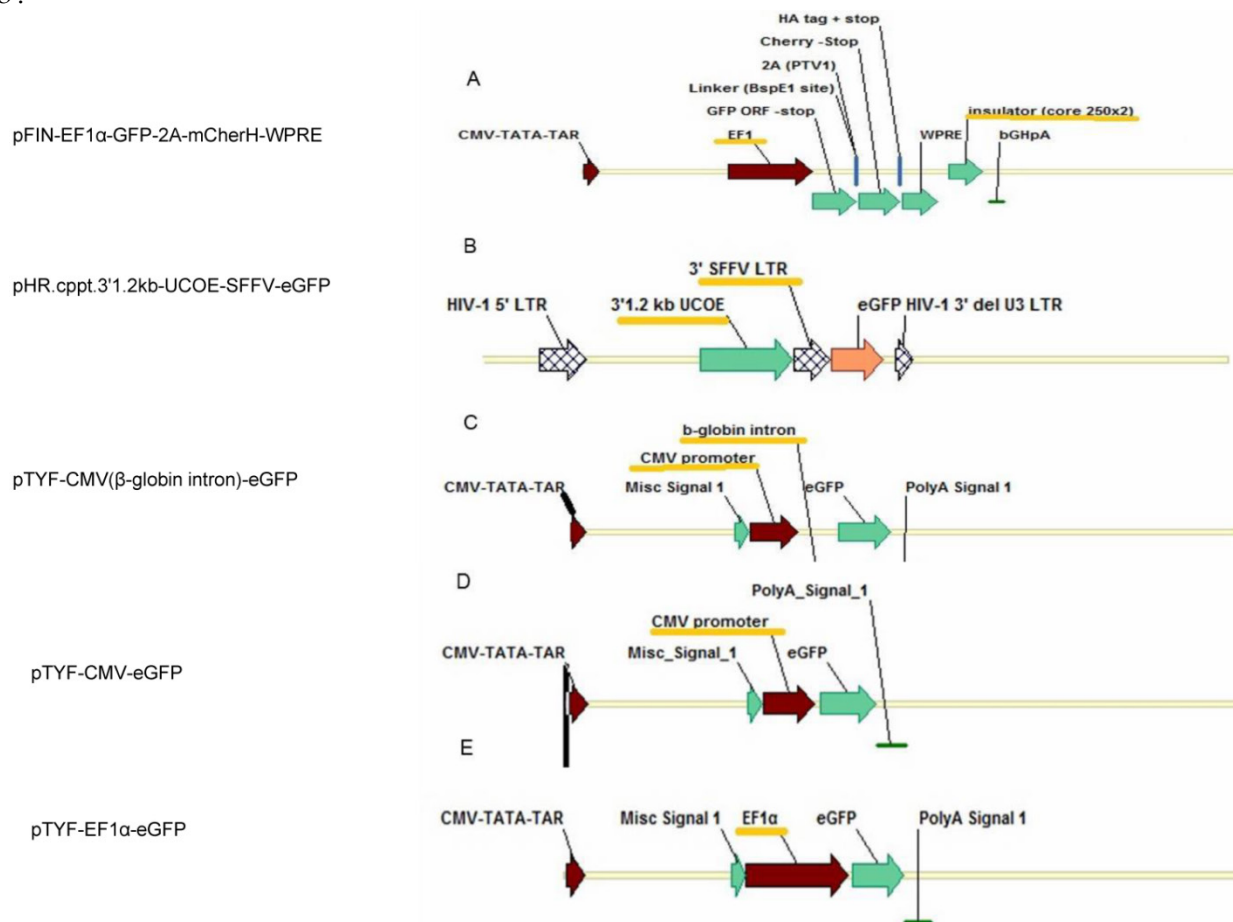 A
HA tag + stop
Cherry -Stop
2A (PTV1)
Linker (BspE1 site)
GFP ORF -stop
insulator (core 250x2)
pFIN-EF1α-GFP-2A-mCherH-WPRE
CMV-TATA-TAR
EF1
WPRE
bGHpA
B
3' SFFV LTR
pHR.cppt.3'1.2kb-UCOE-SFFV-eGFP
HIV-1 5' LTR
3'1.2 kb UCOE
eGFP
HIV-1 3' del U3 LTR
C
b-globin intron
CMV promoter
pTYF-CMV(β-globin intron)-eGFP
CMV-TATA-TAR
Misc Signal 1
eGFP
PolyA Signal 1
D
PolyA_Signal_1
CMV promoter
CMV-TATA-TAR
Misc_Signal_1
eGFP
pTYF-CMV-eGFP
E
pTYF-EF1α-eGFP
CMV-TATA-TAR
Misc Signal 1
EF1α
eGFP
PolyA Signal 1